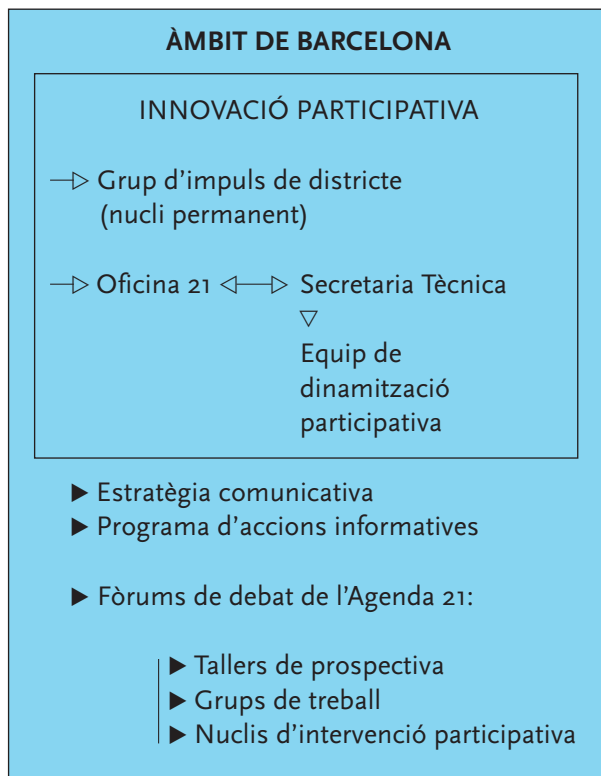 ÀMBIT DE BARCELONA
INNOVACIÓ PARTICIPATIVA
Grup d’impuls de districte
(nucli permanent)
Oficina 21 Secretaria Tècnica
Equip de
dinamització
participativa
Estratègia comunicativa
Programa d’accions informatives
Fòrums de debat de l’Agenda 21:
Tallers de prospectiva
Grups de treball
Nuclis d’intervenció participativa